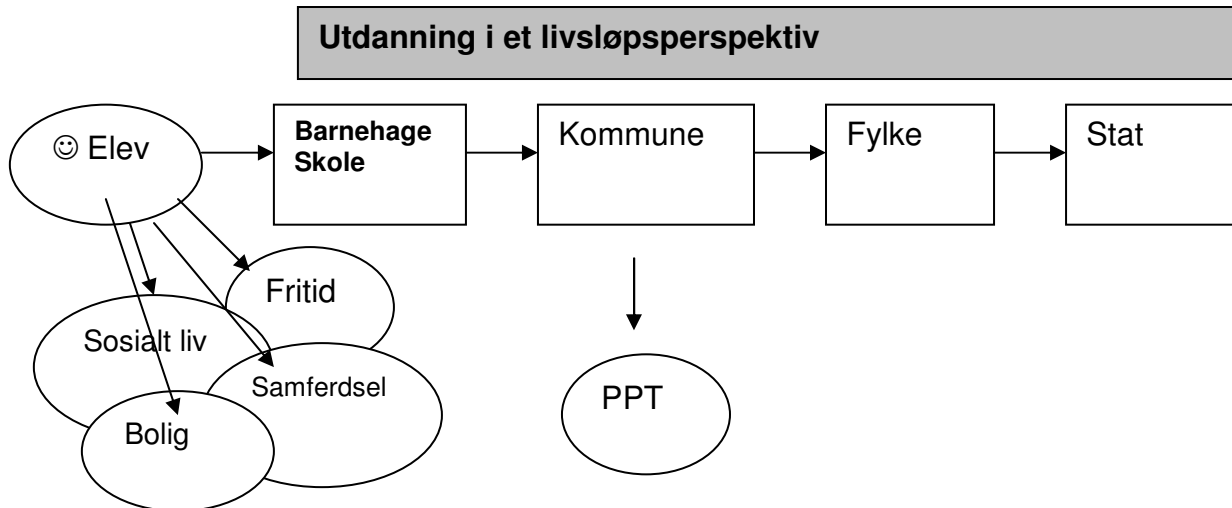 Utdanning i et livsløpsperspektiv
☺ Elev
Barnehage
Skole
Kommune
Fylke
Stat
Fritid
Sosialt liv
Samferdsel
PPT
Bolig